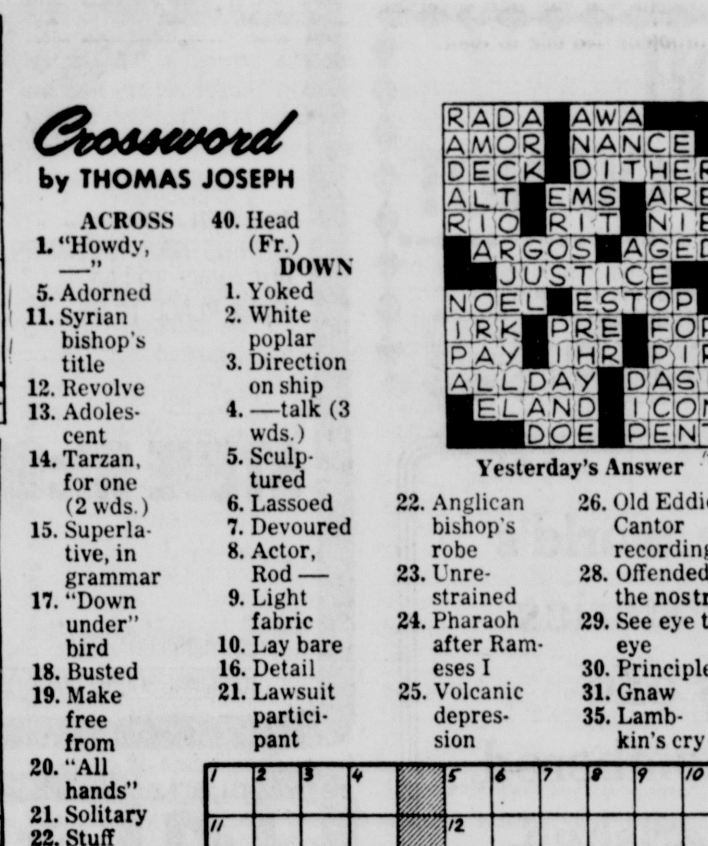 Crossword
by THOMAS JOSEPH
ACROSS
1. "Howdy,
—"
5. Adorned
11. Syrian
bishop's
title
12. Revolve
13. Adoles-
cent
14. Tarzan,
for one
(2 wds.)
15. Superla-
tive, in
grammar
17. "Down
under"
bird
18. Busted
19. Make
free
from
20. "All
hands"
21. Solitary
22. Stuff
40. Head
(Fr.)
DOWN
1. Yoked
2. White
poplar
3. Direction
on ship
4. —talk (3
wds.)
5. Sculp-
tured
6. Lassoed
7. Devoured
8. Actor,
Rod —
9. Light
fabric
10. Lay bare
16. Detail
21. Lawsuit
partici-
pant
RADA AWA
AMOR NANCE
DECK DITHER
ALT EMS ARE
RIO RIT NIE
ARGOS AGED
JUSTICE
NOEL ESTOP
IRK PRE FOR
PAY IHR PIR
ALLDAY DAS
ELAND ICON
DOE PENT
Yesterday's Answer
22. Anglican
bishop's
robe
23. Unre-
strained
24. Pharaoh
after Ram-
eses I
25. Volcanic
depres-
sion
26. Old Eddie
Cantor
recording
28. Offended
the nostr
29. See eye t
eye
30. Principle
31. Gnaw
35. Lamb-
kin's cry
1 2 3 4 5 6 7 8 9 10
11 12